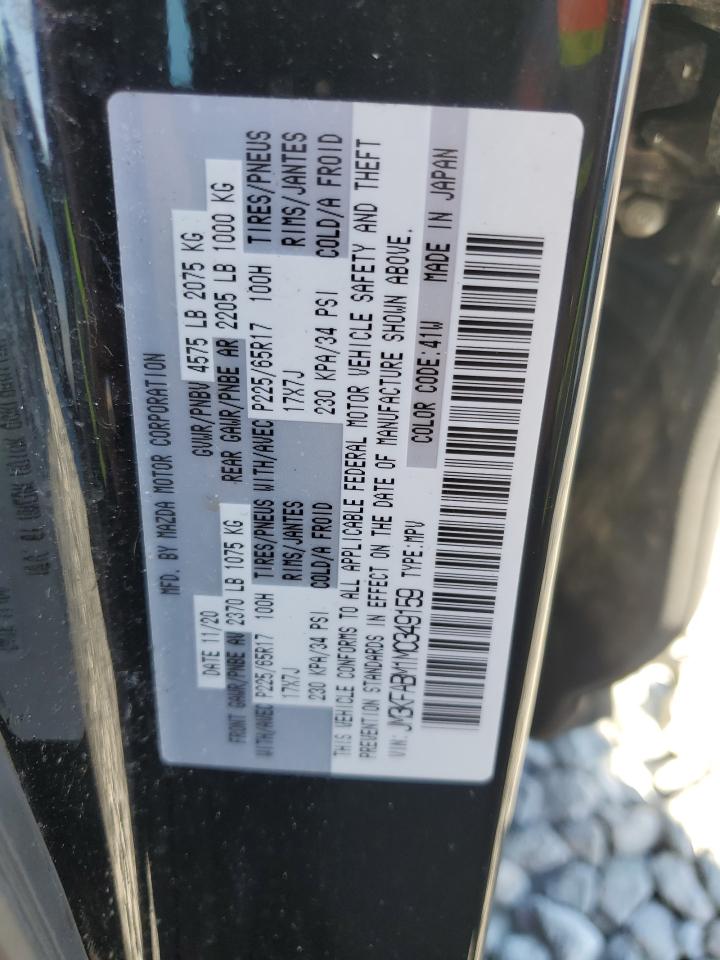 MFD. BY MAZDA MOTOR CORPORATION
DATE 11/20 GVWR/PNBV 4575 LB 2075 KG
FRONT GAWR/PNBE AV 2370 LB 1075 KG REAR GAWR/PNBE AR 2205 LB 1000 KG
WITH/AVEC P225/65R17 100H TIRES/PNEUS WITH/AVEC P225/65R17 100H TIRES/PNEUS
17X7J RIMS/JANTES 17X7J RIMS/JANTES
230 KPA/34 PSI COLD/A FROID 230 KPA/34 PSI COLD/A FROID
THIS VEHICLE CONFORMS TO ALL APPLICABLE FEDERAL MOTOR VEHICLE SAFETY AND THEFT
PREVENTION STANDARDS IN EFFECT ON THE DATE OF MANUFACTURE SHOWN ABOVE.
VIN: JM3KFABM1M0349159 TYPE:MPV COLOR CODE:41W MADE IN JAPAN